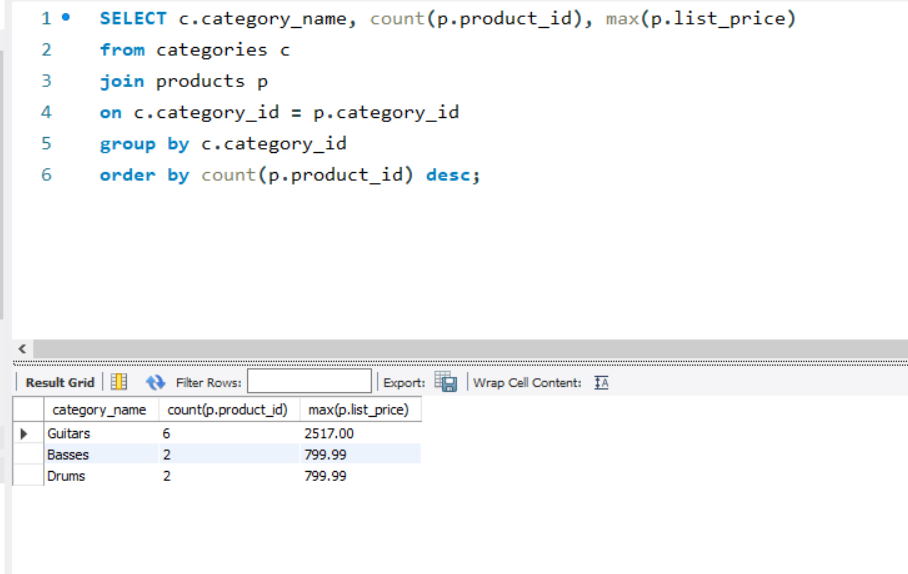 1 SELECT c.category_name, count(p.product_id), max(p.list_price)
2 from categories c
3 join products p
4 on c.category_id = p.category_id
5 group by c.category_id
6 order by count(p.product_id) desc;
Result Grid Filter Rows: Export: Wrap Cell Content:
category_name count(p.product_id) max(p.list_price)
Guitars 6 2517.00
Basses 2 799.99
Drums 2 799.99